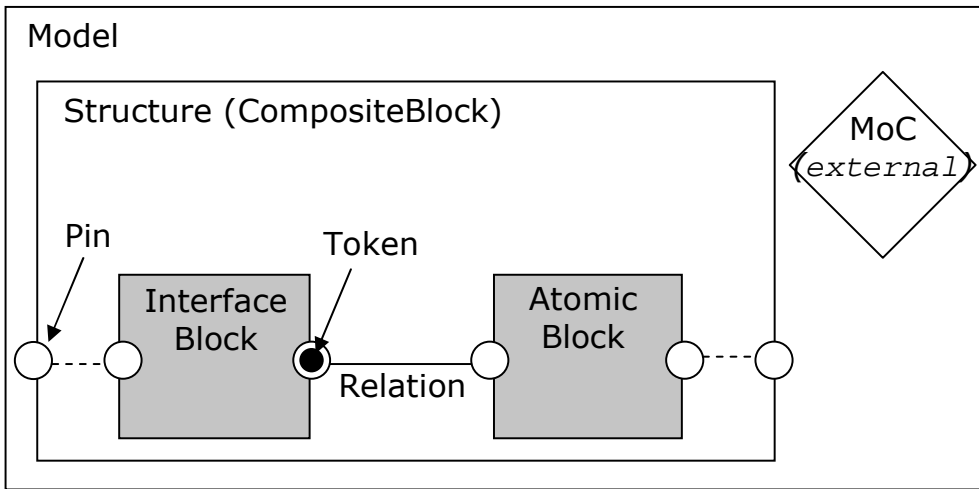 Model
Structure (CompositeBlock)
MoC
(external)
Pin
Token
Interface
Block
Atomic
Block
Relation